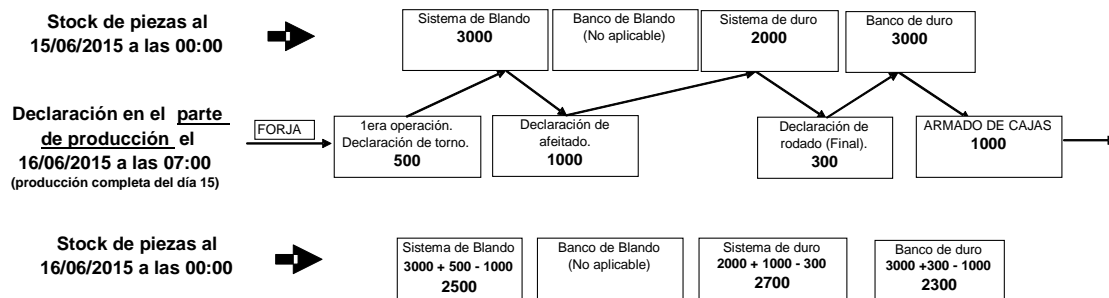 Stock de piezas al
15/06/2015 a las 00:00
Sistema de Blando
3000
Banco de Blando
(No aplicable)
Sistema de duro
2000
Banco de duro
3000
Declaración en el parte
de producción el
16/06/2015 a las 07:00
(producción completa del día 15)
FORJA
1era operación.
Declaración de torno.
500
Declaración de
afeitado.
1000
Declaración de
rodado (Final).
300
ARMADO DE CAJAS
1000
Stock de piezas al
16/06/2015 a las 00:00
Sistema de Blando
3000 + 500 - 1000
2500
Banco de Blando
(No aplicable)
Sistema de duro
2000 + 1000 - 300
2700
Banco de duro
3000 +300 - 1000
2300